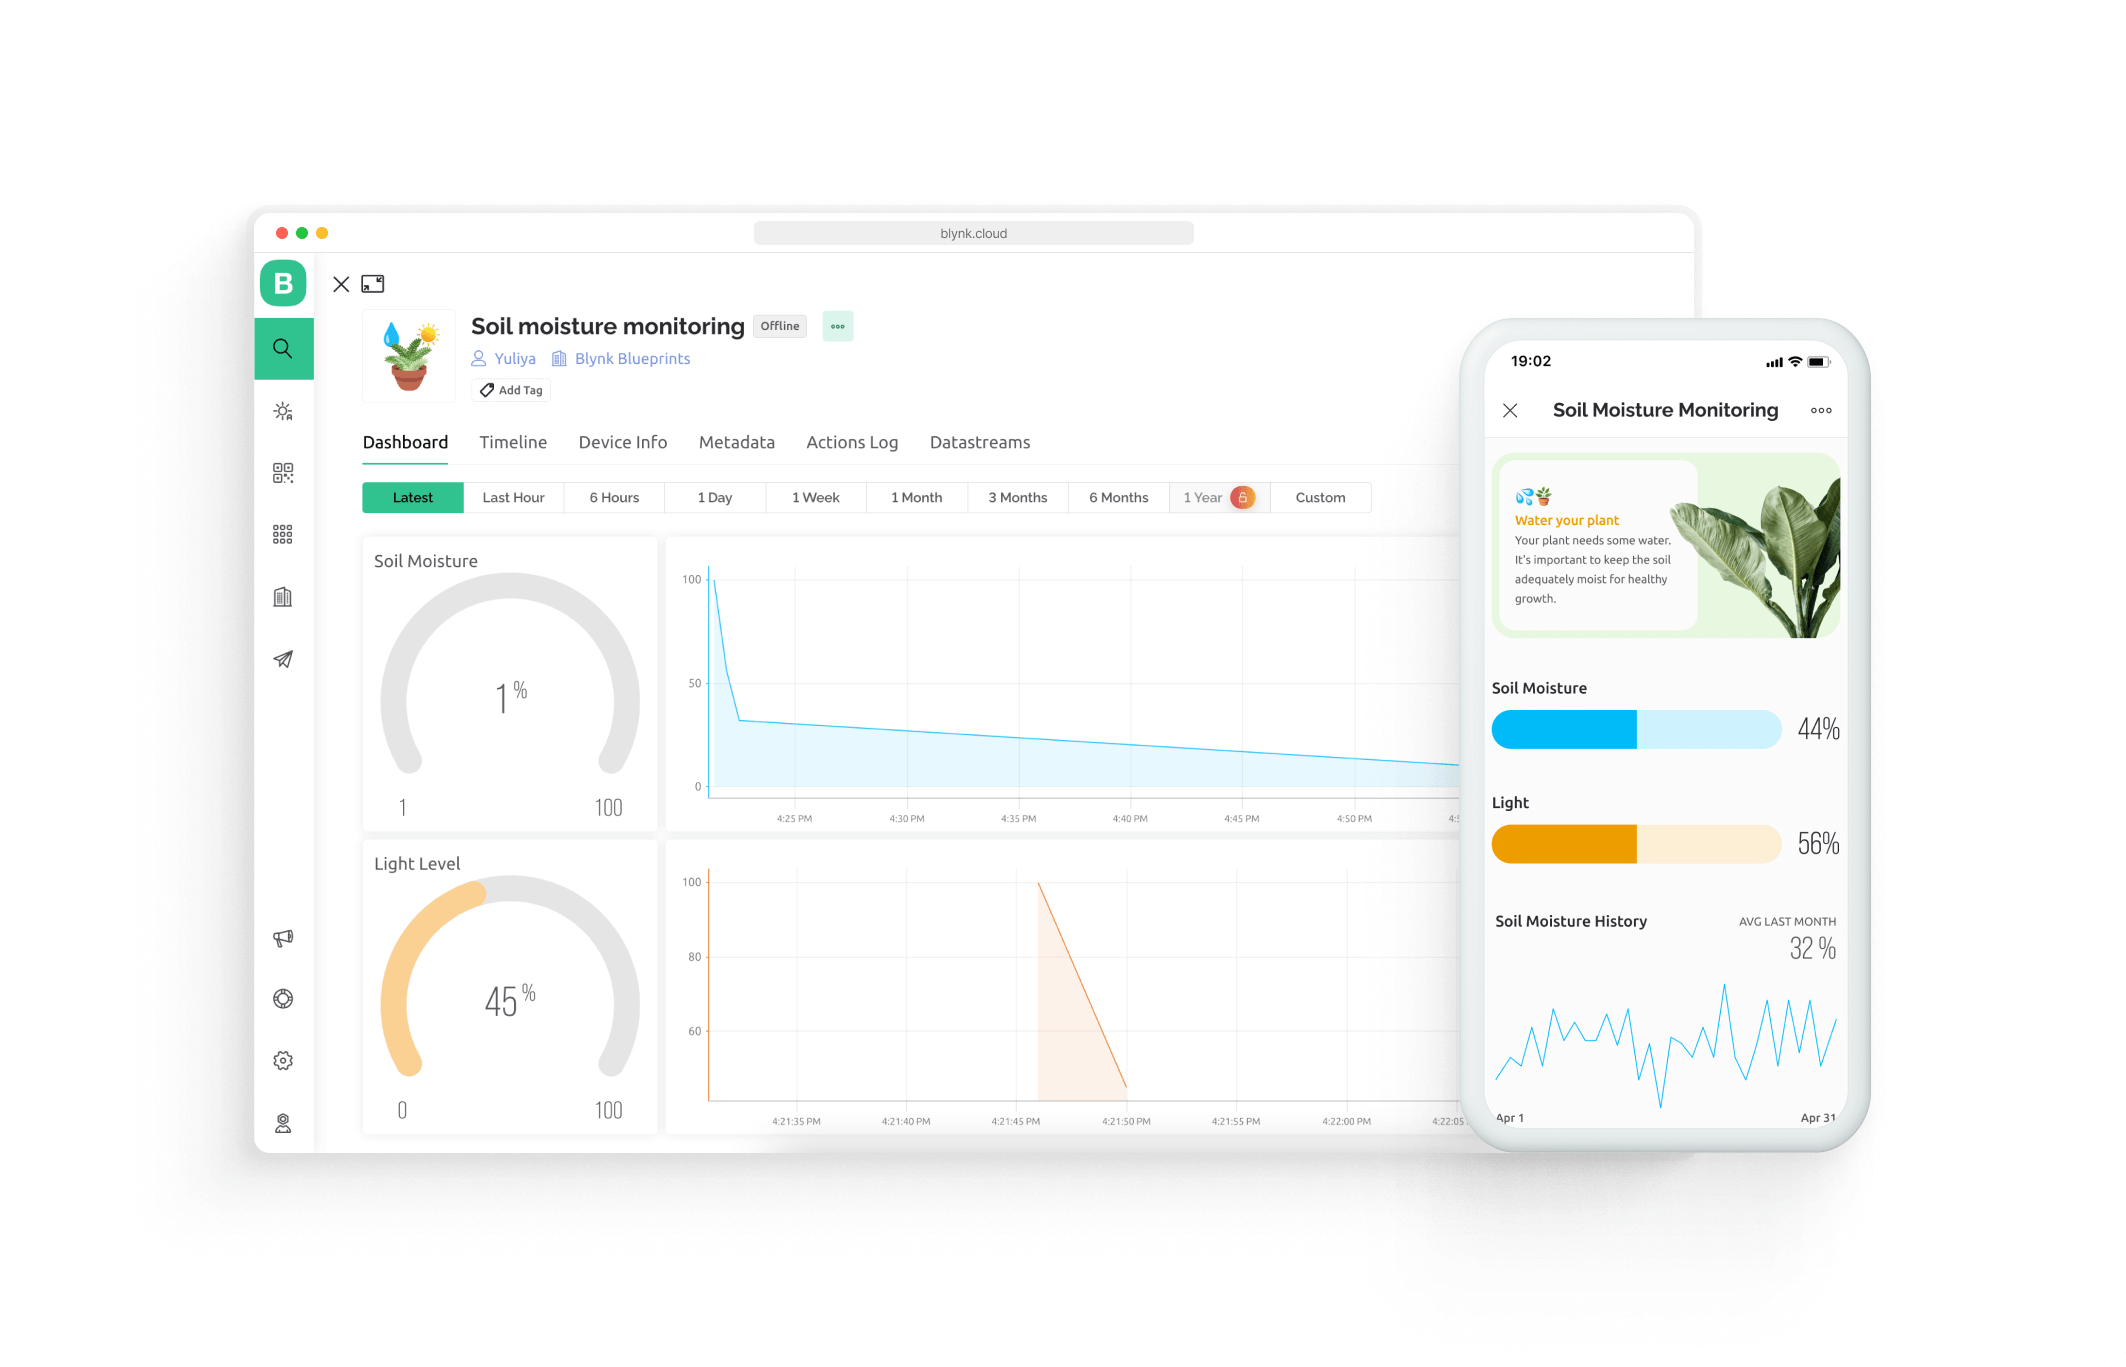 blynk.cloud
B
Soil moisture monitoring Offline
Yuliya Blynk Blueprints
Add Tag
Dashboard Timeline Device Info Metadata Actions Log Datastreams
Latest Last Hour 6 Hours 1 Day 1 Week 1 Month 3 Months 6 Months 1 Year Custom
Soil Moisture
1%
1 100
100
50
0
4:25 PM 4:30 PM 4:35 PM 4:40 PM 4:45 PM 4:50 PM
Light Level
45%
0 100
100
80
60
4:21:35 PM 4:21:40 PM 4:21:45 PM 4:21:50 PM 4:21:55 PM 4:22:00 PM 4:22:05
19:02
Soil Moisture Monitoring
Water your plant
Your plant needs some water.
It's important to keep the soil
adequately moist for healthy
growth.
Soil Moisture
44%
Light
56%
Soil Moisture History AVG LAST MONTH
32 %
Apr 1 Apr 31